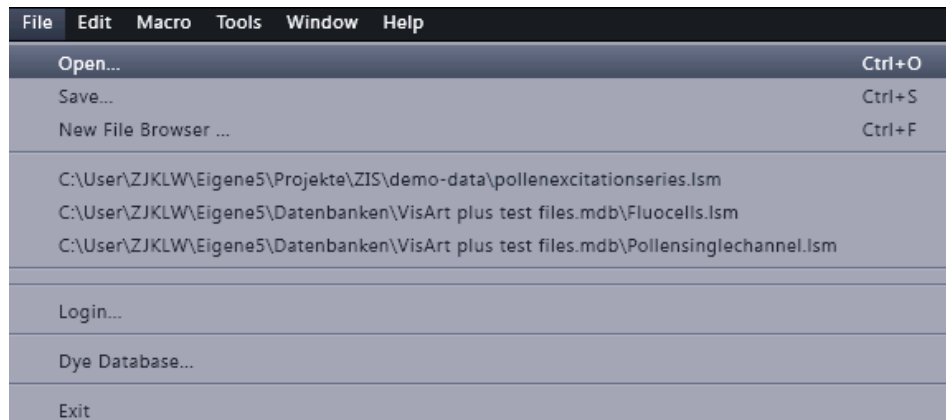 File Edit Macro Tools Window Help
Open... Ctrl+O
Save... Ctrl+S
New File Browser ... Ctrl+F
C:\User\ZJKLW\Eigene5\Projekte\ZIS\demo-data\pollenexcitationseries.lsm
C:\User\ZJKLW\Eigene5\Datenbanken\VisArt plus test files.mdb\Fluocells.lsm
C:\User\ZJKLW\Eigene5\Datenbanken\VisArt plus test files.mdb\Pollensinglechannel.lsm
Login...
Dye Database...
Exit